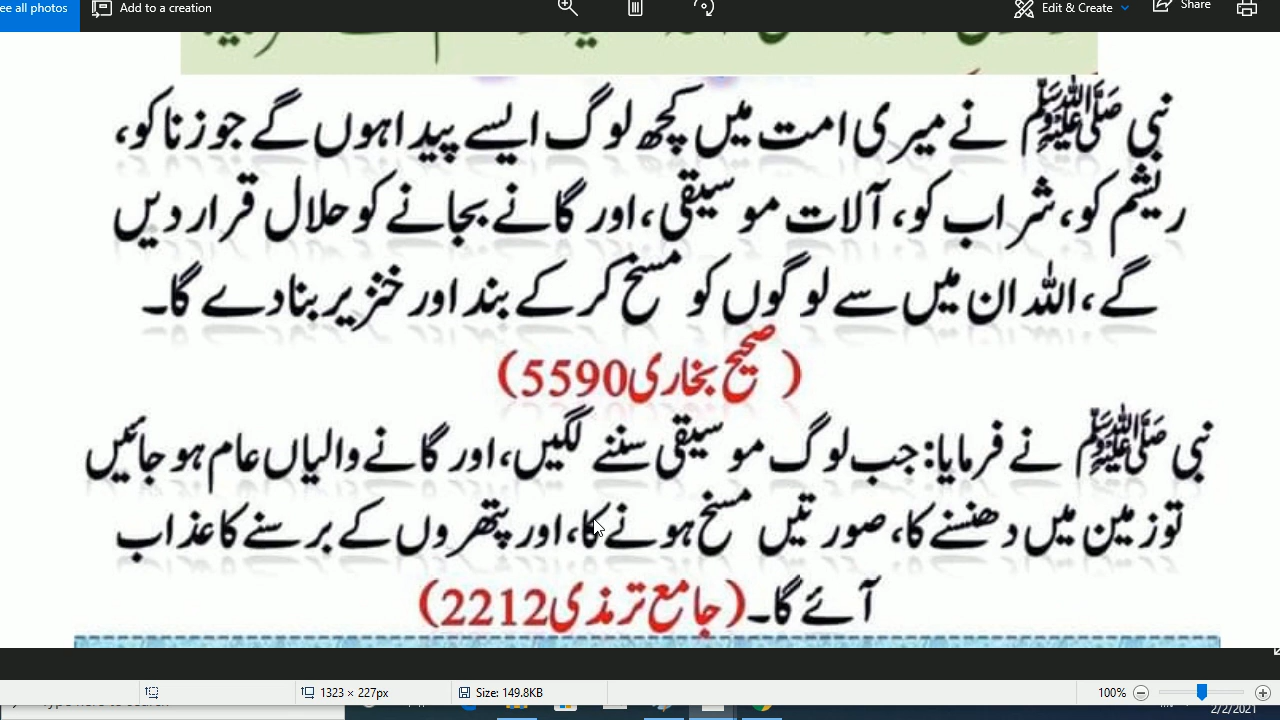 see all photos
Add to a creation
Edit & Create
Share
نبی ﷺ نے میری امت میں کچھ لوگ ایسے پیدا ہوں گے جو زنا کو،
ریشم کو، شراب کو، آلات موسیقی، اور گانے بجانے کو حلال قرار دیں
گے، اللہ ان میں سے لوگوں کو مسخ کر کے بند اور خنزیر بنا دے گا۔
(صحیح بخاری 5590)
نبی ﷺ نے فرمایا: جب لوگ موسیقی سننے لگیں، اور گانے والیاں عام ہو جائیں
تو زمین میں دھنسنے کا، صورتیں مسخ ہونے کا، اور پتھروں کے برسنے کا عذاب
آئے گا۔ (جامع ترمذی 2212)
1323 × 227px
Size: 149.8KB
100%
2/2/2021